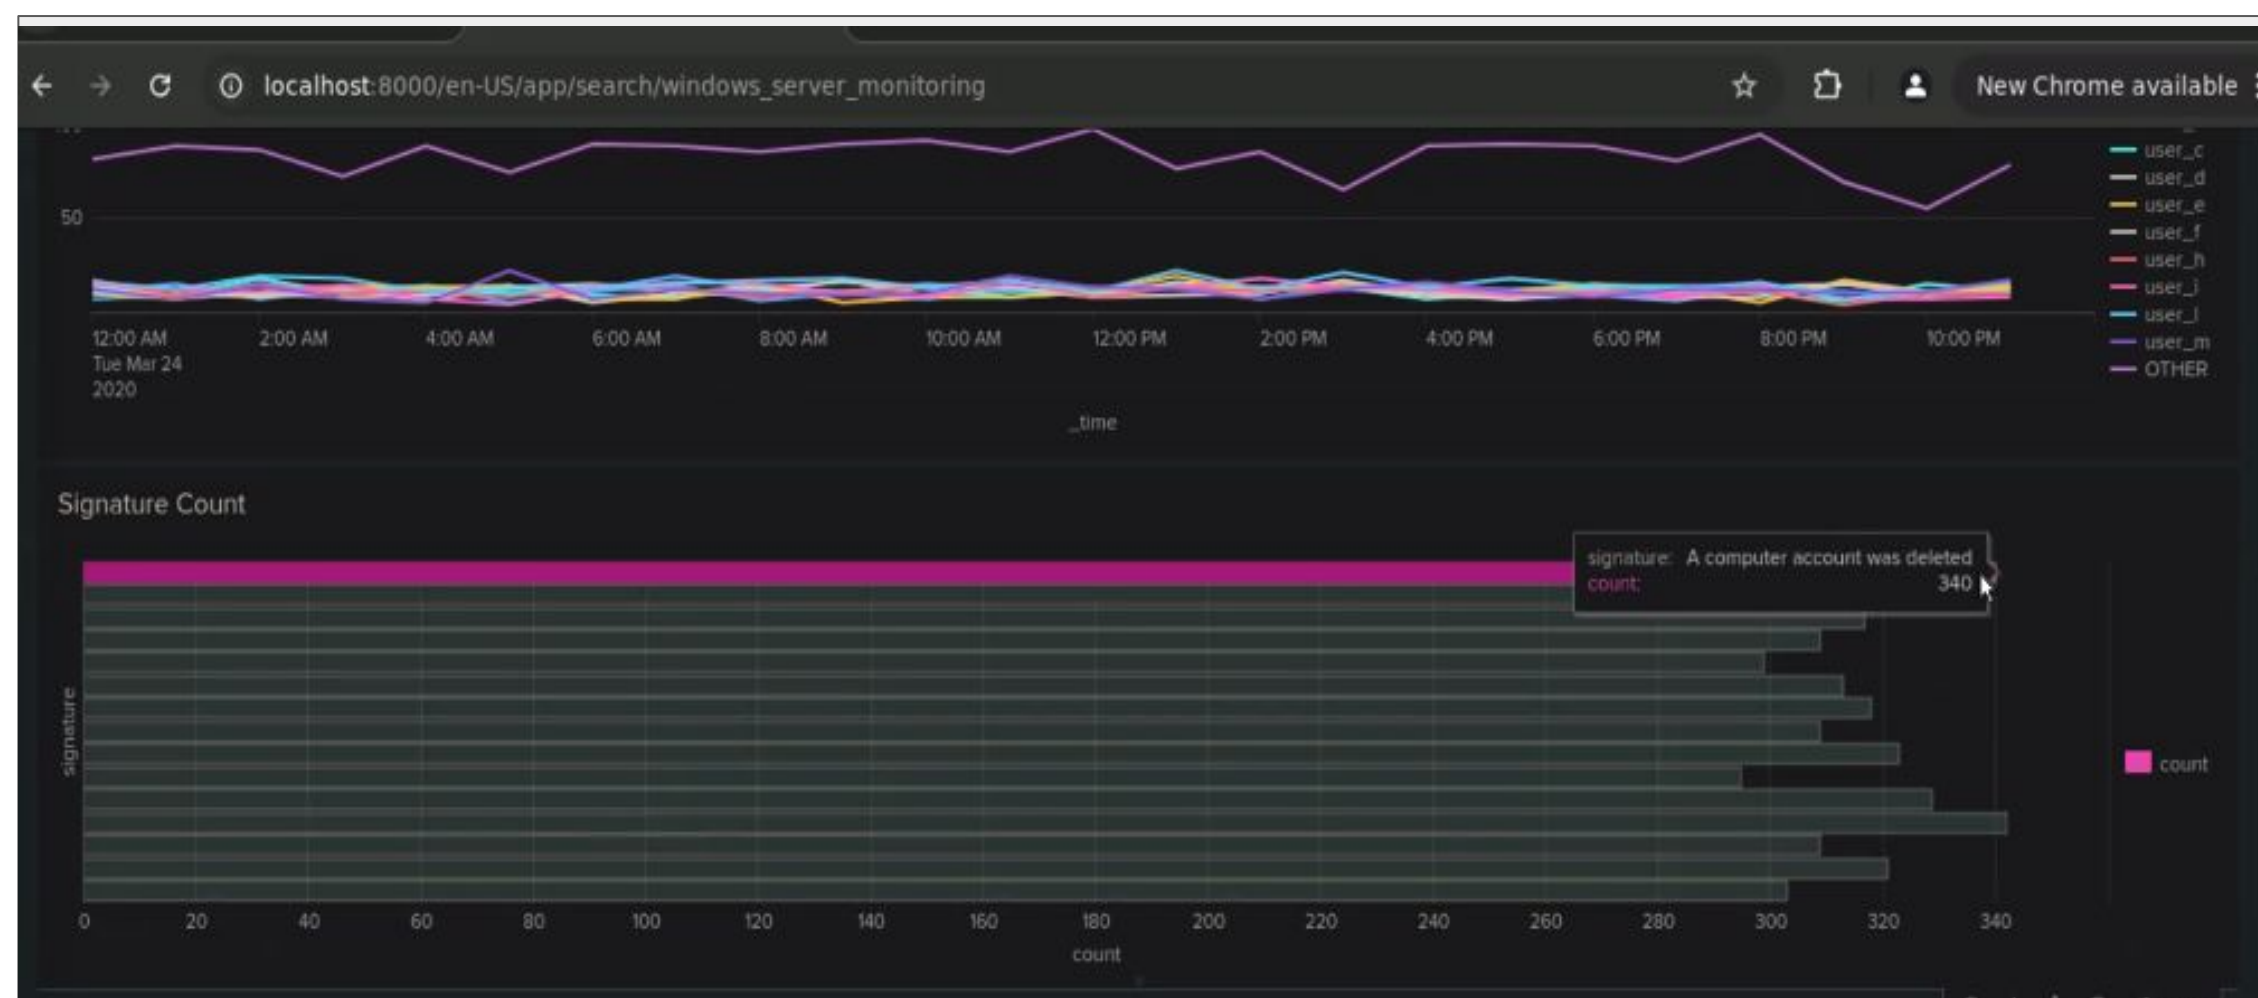 localhost:8000/en-US/app/search/windows_server_monitoring
New Chrome available
user_c
user_d
50
user_e
user_f
user_h
user_i
user_l
12:00 AM 2:00 AM 4:00 AM 6:00 AM 8:00 AM 10:00 AM 12:00 PM 2:00 PM 4:00 PM 6:00 PM 8:00 PM 10:00 PM
user_m
Tue Mar 24
OTHER
2020
_time
Signature Count
signature: A computer account was deleted
count: 340
signature
count
0 20 40 60 80 100 120 140 160 180 200 220 240 260 280 300 320 340
count